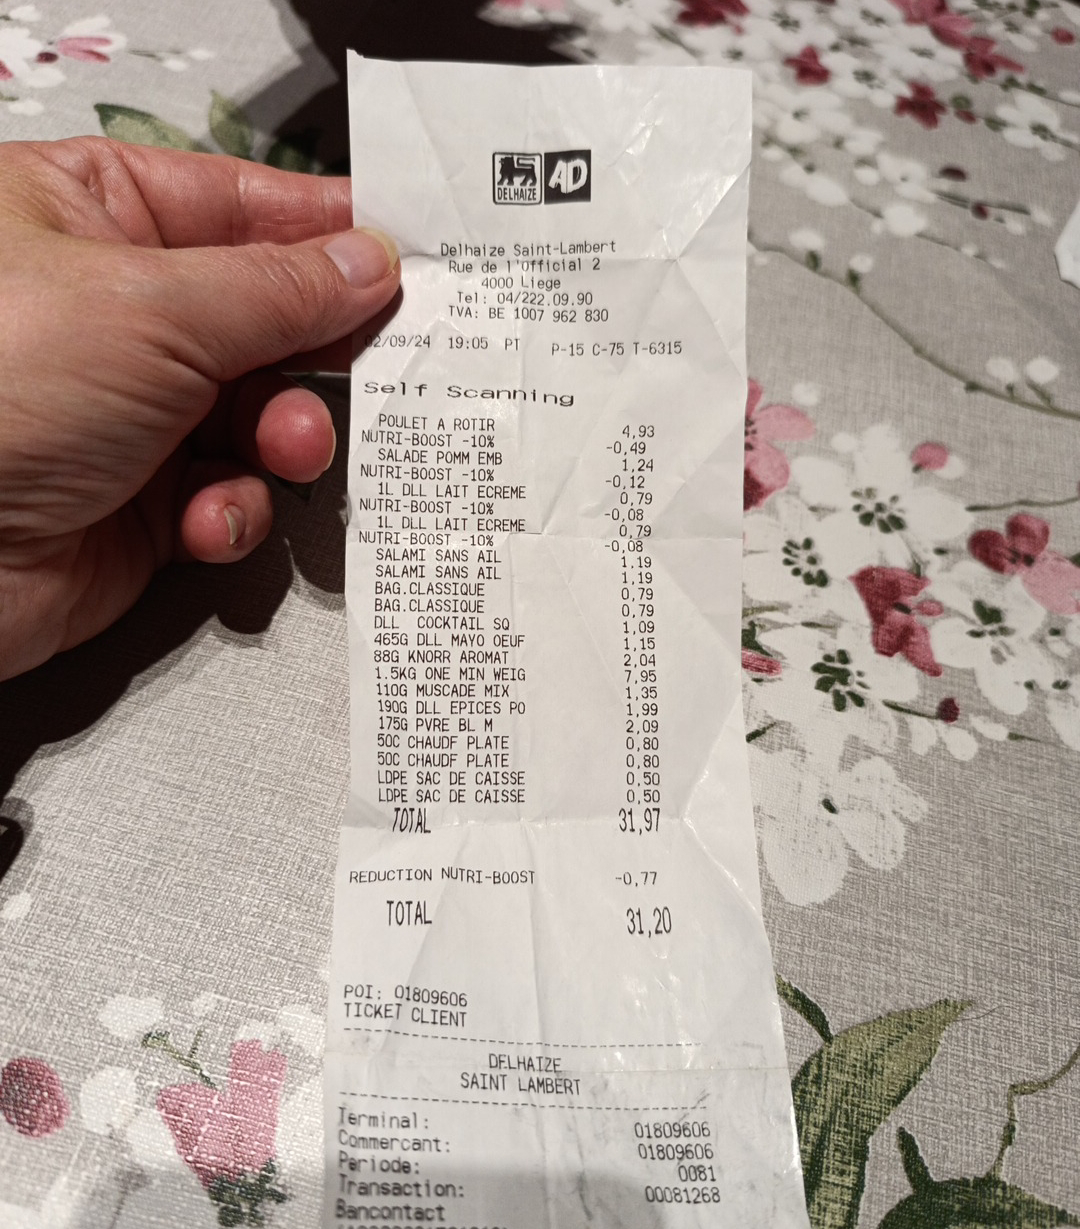 DELHAIZE AD
Delhaize Saint-Lambert
Rue de l'Official 2
4000 Liege
Tel: 04/222.09.90
TVA: BE 1007 962 830
02/09/24 19:05 PT P-15 C-75 T-6315
Self Scanning
POULET A ROTIR 4,93
NUTRI-BOOST -10% -0,49
SALADE POMM EMB 1,24
NUTRI-BOOST -10% -0,12
1L DLL LAIT ECREME 0,79
NUTRI-BOOST -10% -0,08
1L DLL LAIT ECREME 0,79
NUTRI-BOOST -10% -0,08
SALAMI SANS AIL 1,19
SALAMI SANS AIL 1,19
BAG.CLASSIQUE 0,79
BAG.CLASSIQUE 0,79
DLL COCKTAIL SQ 1,09
465G DLL MAYO OEUF 1,15
88G KNORR AROMAT 2,04
1.5KG ONE MIN WEIG 7,95
110G MUSCADE MIX 1,35
190G DLL EPICES PO 1,99
175G PVRE BL M 2,09
50C CHAUDF PLATE 0,80
50C CHAUDF PLATE 0,80
LDPE SAC DE CAISSE 0,50
LDPE SAC DE CAISSE 0,50
TOTAL 31,97
REDUCTION NUTRI-BOOST -0,77
TOTAL 31,20
POI: 01809606
TICKET CLIENT
DELHAIZE
SAINT LAMBERT
Terminal: 01809606
Commercant: 01809606
Periode: 0081
Transaction: 00081268
Bancontact